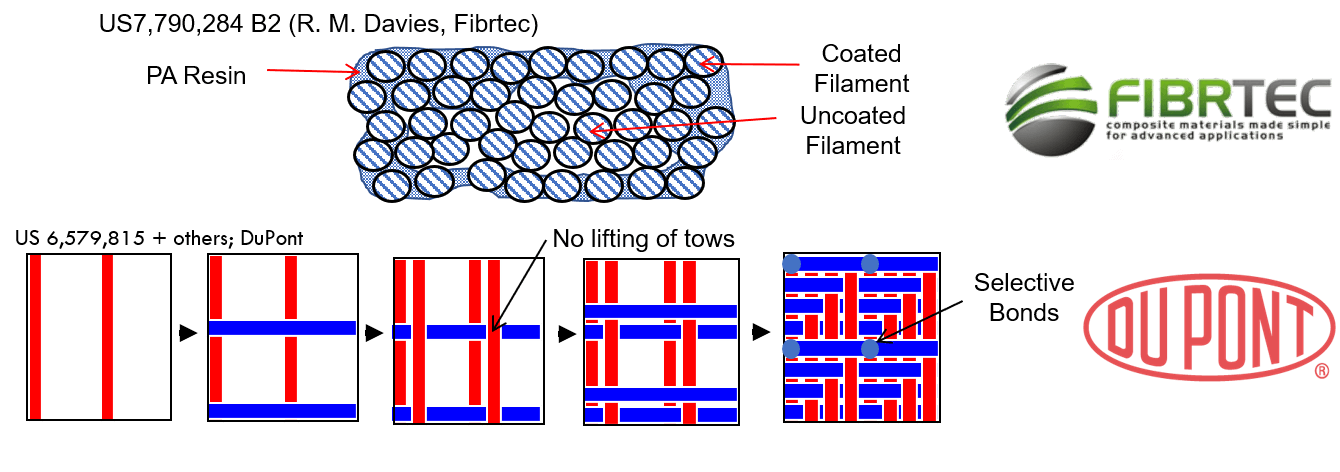 US7,790,284 B2 (R. M. Davies, Fibrtec)
PA Resin
Coated
Filament
Uncoated
Filament
FIBRTEC
composite materials made simple
for advanced applications
US 6,579,815 + others; DuPont
No lifting of tows
Selective
Bonds
DUPONT
®